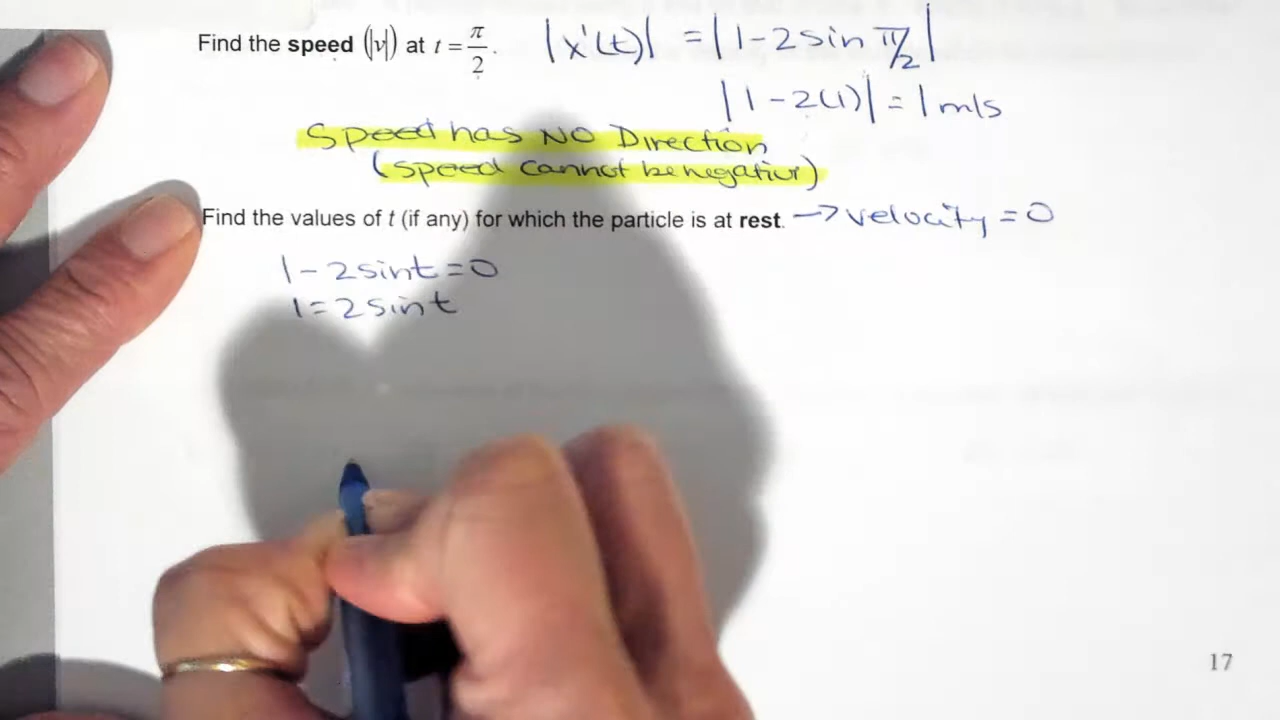 Find the speed (|v|) at t = π/2. |x'(t)| = |1-2sin π/2|
|1-2(1)| = 1 m/s
Speed has NO Direction
(speed cannot be negative)
Find the values of t (if any) for which the particle is at rest. → velocity = 0
1-2sint=0
1=2sint
17